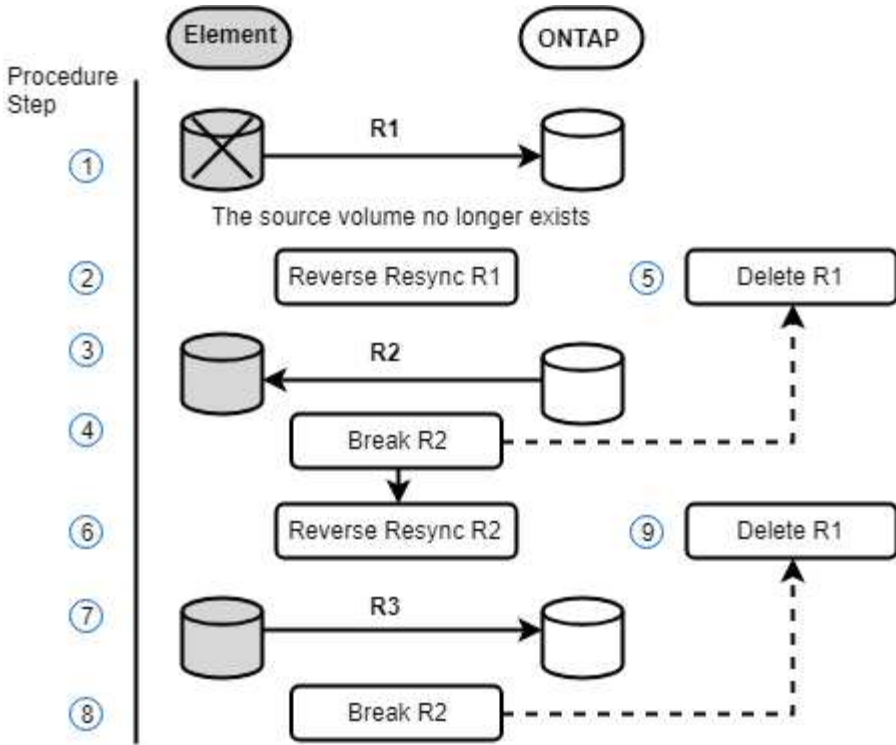 Element
ONTAP
Procedure
Step
R1
1
The source volume no longer exists
2
Reverse Resync R1
5
Delete R1
3
R2
4
Break R2
6
Reverse Resync R2
9
Delete R1
7
R3
8
Break R2